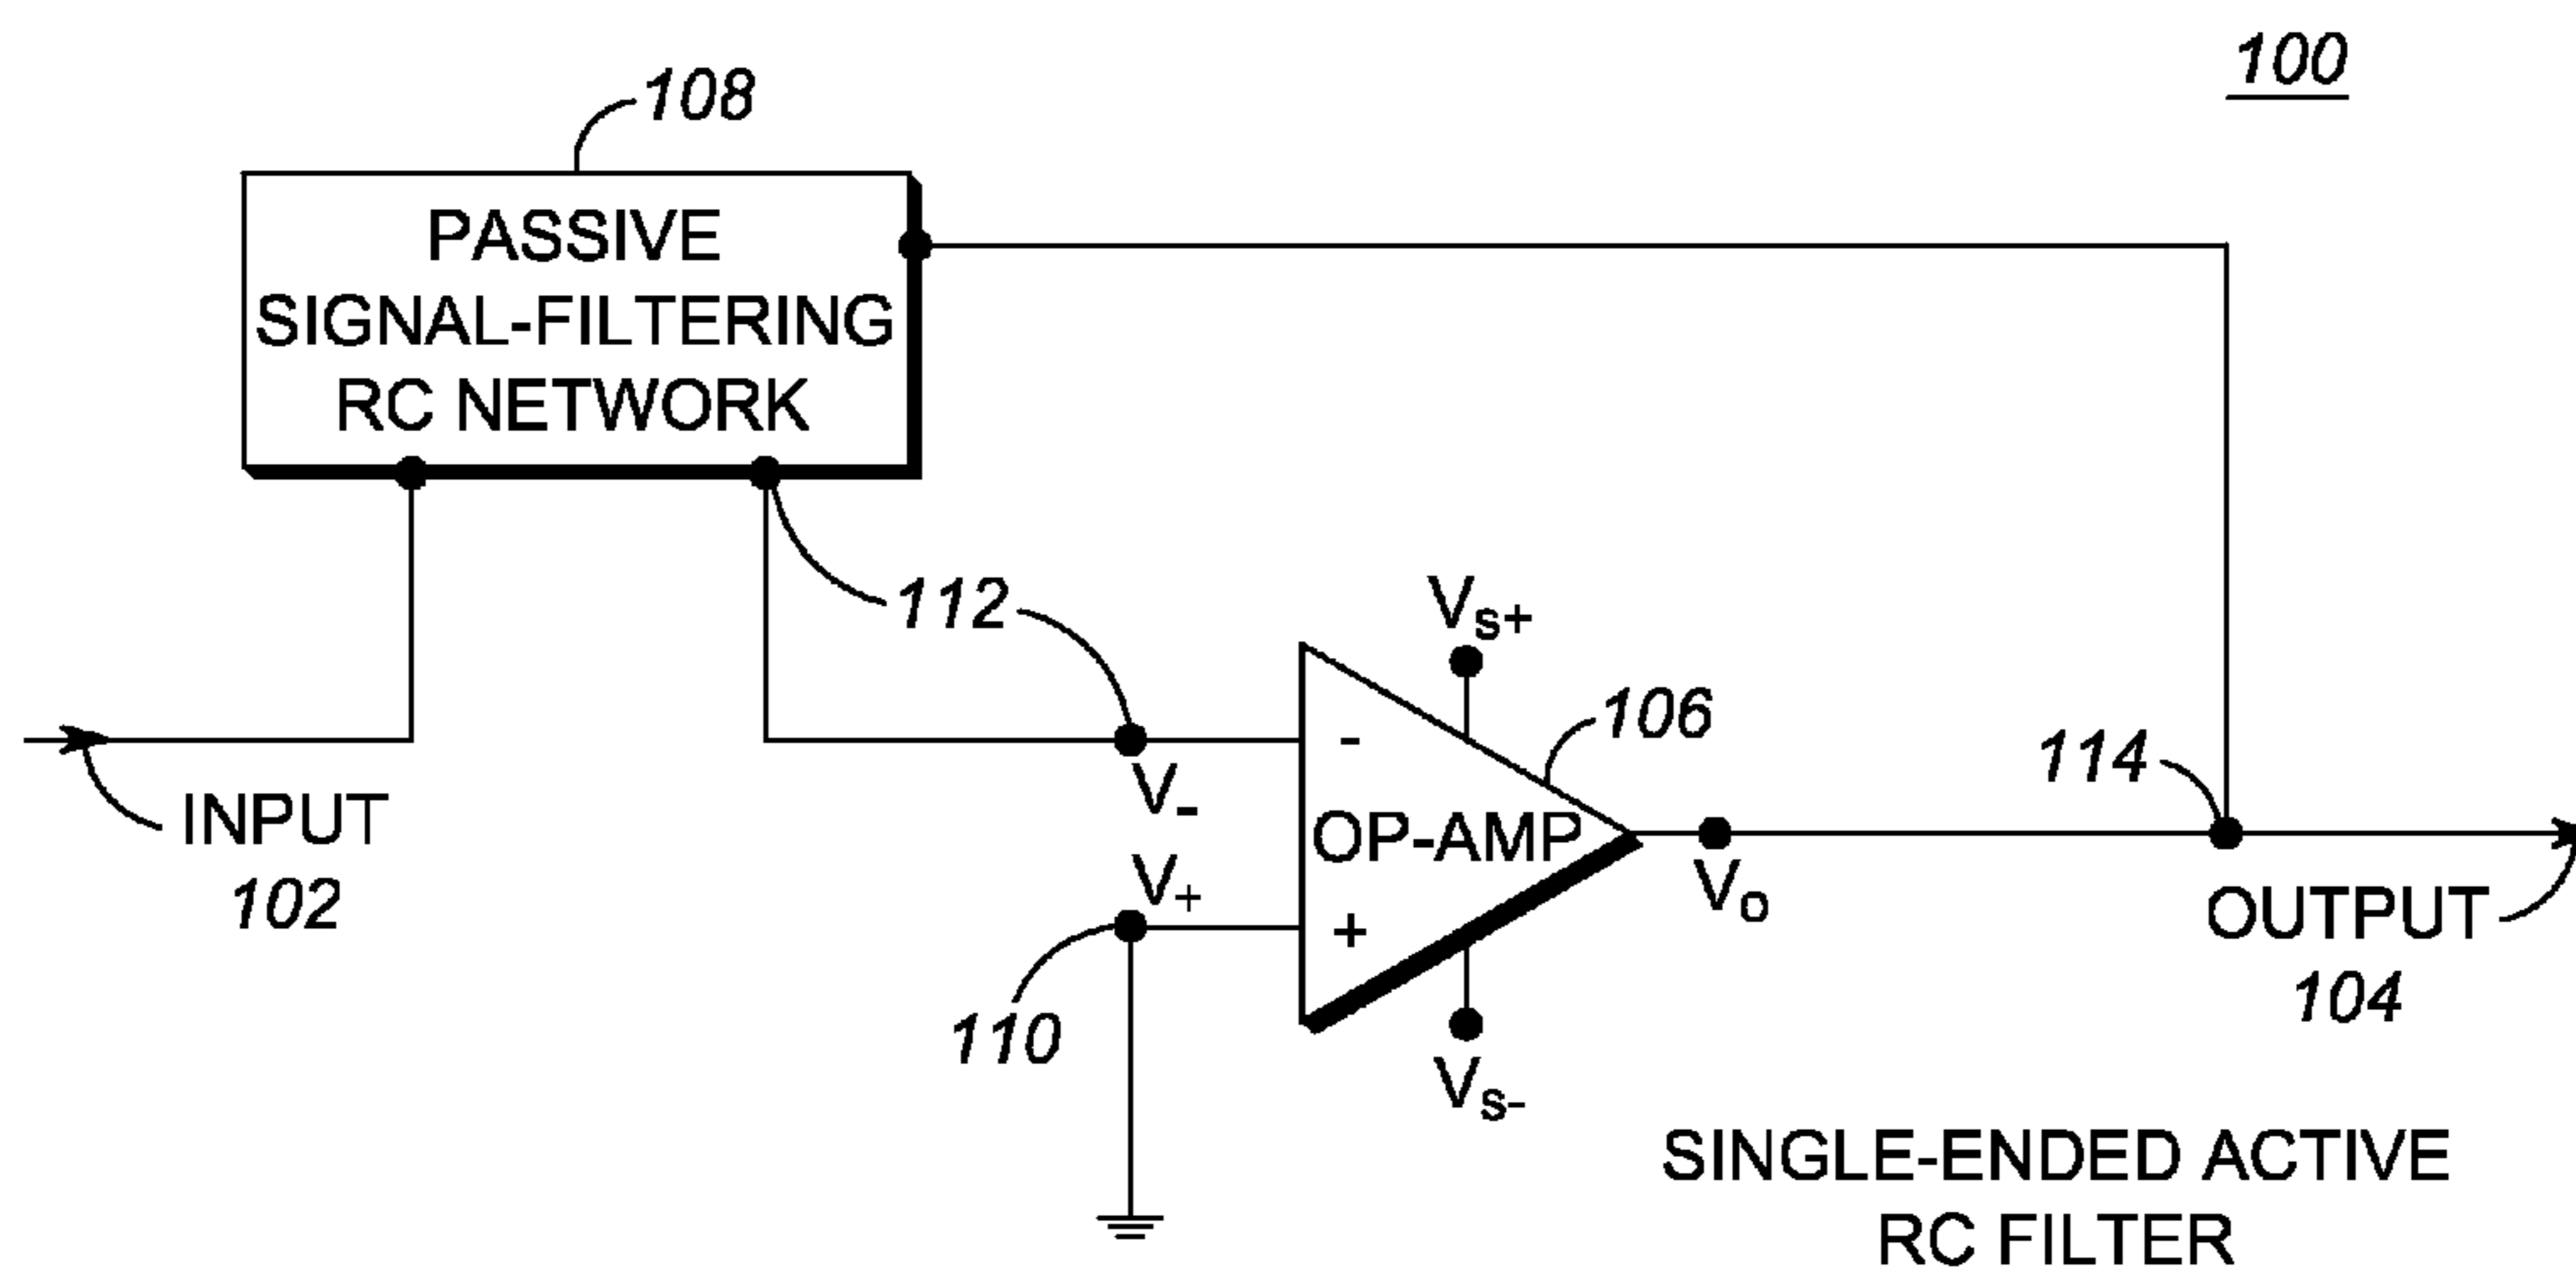 100
108
PASSIVE
SIGNAL-FILTERING
RC NETWORK
112
Vs+
106
114
-
V-
INPUT
102
OP-AMP
V+
+
Vo
OUTPUT
104
110
Vs-
SINGLE-ENDED ACTIVE
RC FILTER